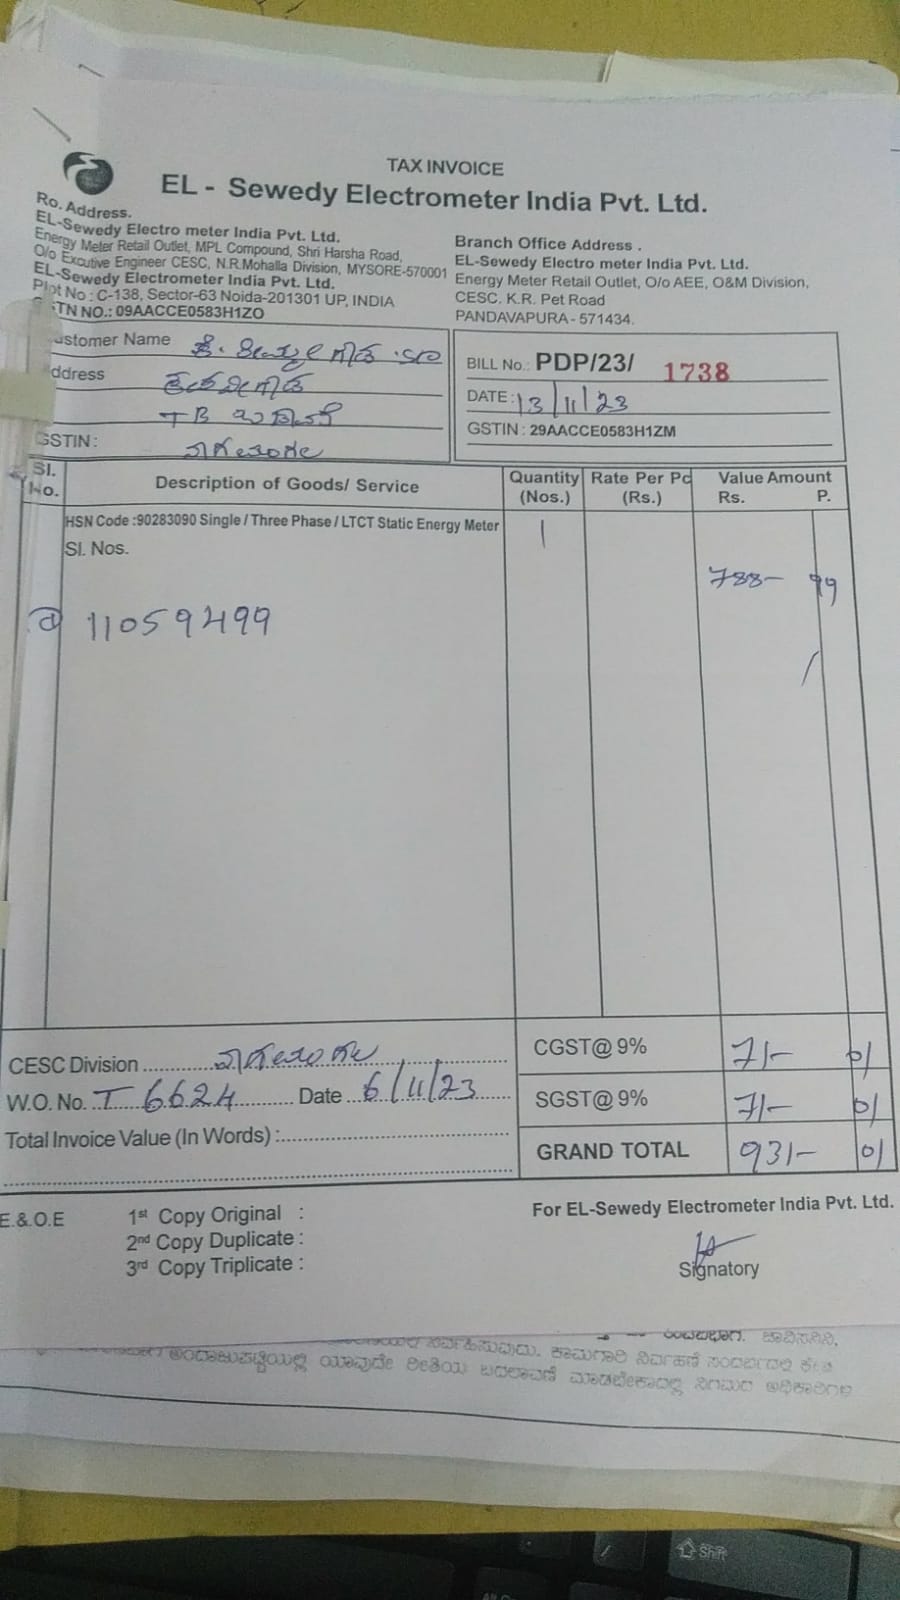 TAX INVOICE
EL - Sewedy Electrometer India Pvt. Ltd.
Ro. Address.
EL-Sewedy Electro meter India Pvt. Ltd.
Energy Meter Retail Outlet, MPL Compound, Shri Harsha Road,
O/o Excutive Engineer CESC, N.R.Mohalla Division, MYSORE-570001
EL-Sewedy Electrometer India Pvt. Ltd.
Plot No : C-138, Sector-63 Noida-201301 UP, INDIA
STN NO.: 09AACCE0583H1ZO
Branch Office Address .
EL-Sewedy Electro meter India Pvt. Ltd.
Energy Meter Retail Outlet, O/o AEE, O&M Division,
CESC. K.R. Pet Road
PANDAVAPURA - 571434.
ustomer Name
ddress
TB
GSTIN :
BILL No.: PDP/23/ 1738
DATE : 13/11/23
GSTIN : 29AACCE0583H1ZM
Sl. No. Description of Goods/ Service Quantity (Nos.) Rate Per Pc (Rs.) Value Amount Rs. P.
HSN Code :90283090 Single / Three Phase / LTCT Static Energy Meter 1
Sl. Nos.
788- 99
11059499
CESC Division
W.O. No. T 6624 Date 6/11/23
Total Invoice Value (In Words) :
CGST@ 9% 71- 01
SGST@ 9% 71- 01
GRAND TOTAL 931- 01
E.&.O.E
1st Copy Original :
2nd Copy Duplicate :
3rd Copy Triplicate :
For EL-Sewedy Electrometer India Pvt. Ltd.
Signatory
Shift